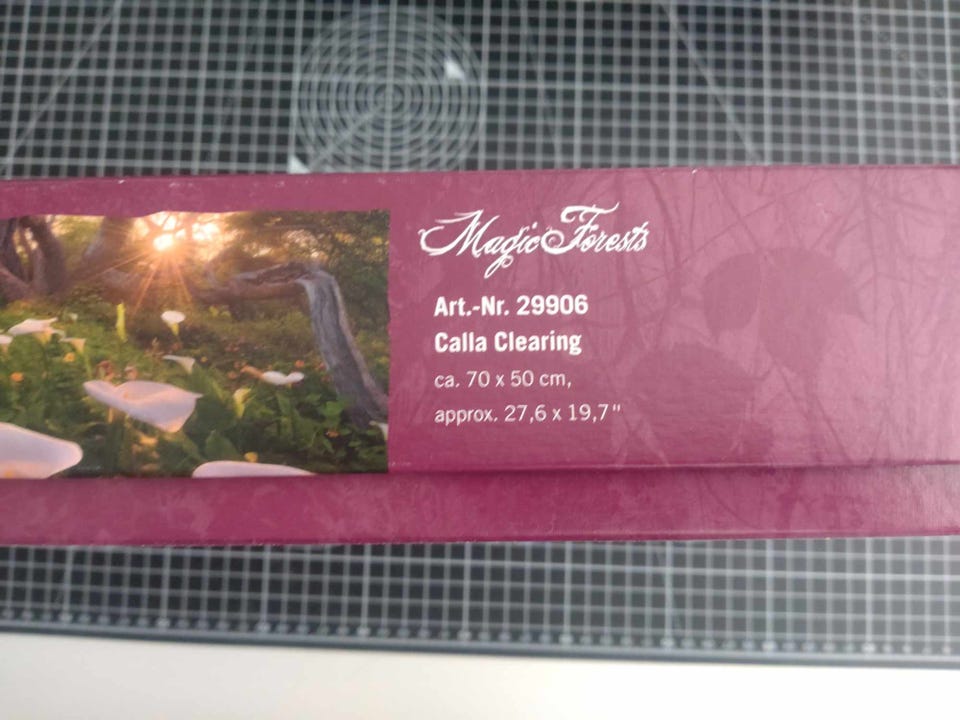 Magic Forests
Art.-Nr. 29906
Calla Clearing
ca. 70 x 50 cm,
approx. 27,6 x 19,7"